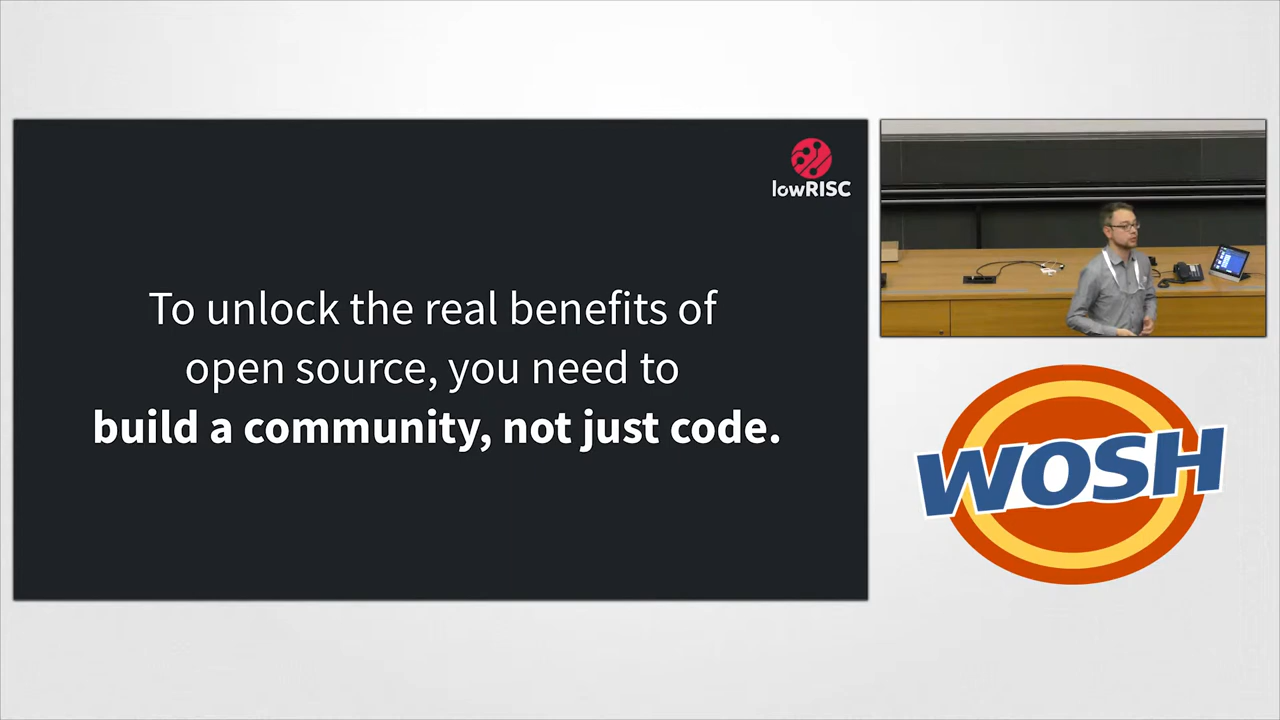 lowRISC
To unlock the real benefits of
open source, you need to
build a community, not just code.
WOSH